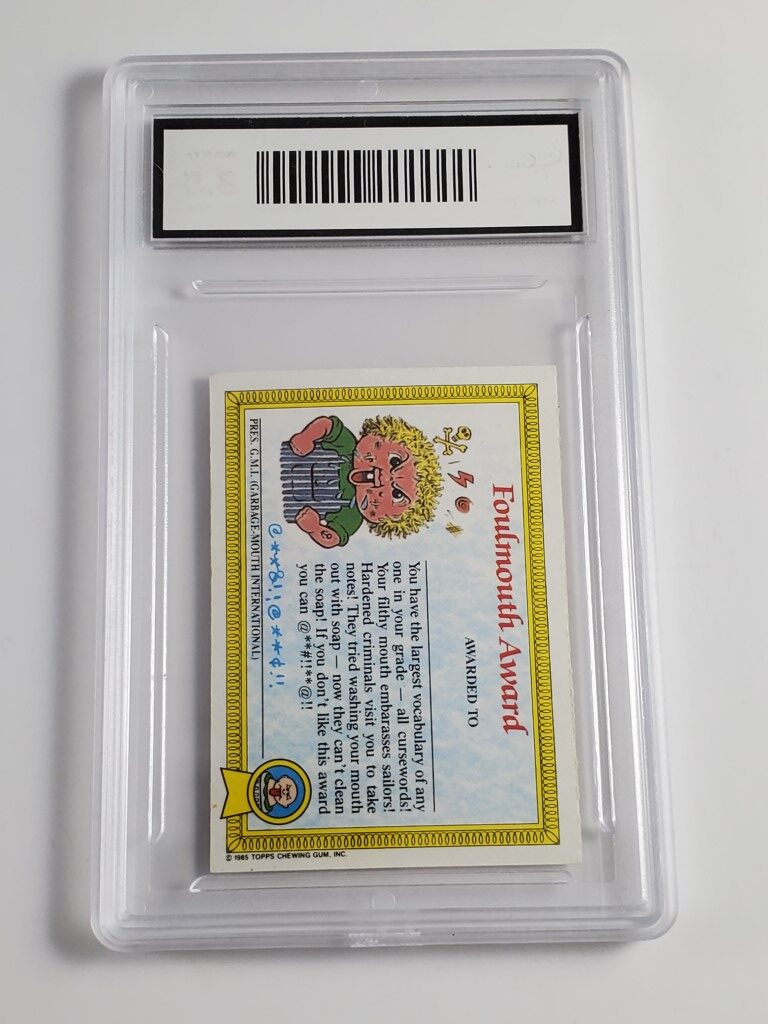 Foulmouth Award
AWARDED TO
You have the largest vocabulary of any
one in your grade — all cursewords!
Your filthy mouth embarasses sailors!
Hardened criminals visit you to take
notes! They tried washing your mouth
out with soap — now they can't clean
the soap! If you don't like this award
you can @**#!!**@!!
@**&!!@**¢!!
PRES. G.M.I. (GARBAGE-MOUTH INTERNATIONAL)
© 1985 TOPPS CHEWING GUM, INC.